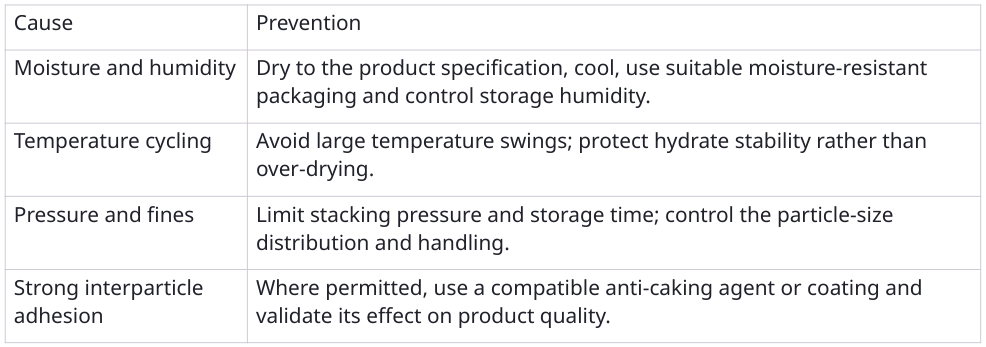 Cause
Prevention
Moisture and humidity
Dry to the product specification, cool, use suitable moisture-resistant
packaging and control storage humidity.
Temperature cycling
Avoid large temperature swings; protect hydrate stability rather than
over-drying.
Pressure and fines
Limit stacking pressure and storage time; control the particle-size
distribution and handling.
Strong interparticle
adhesion
Where permitted, use a compatible anti-caking agent or coating and
validate its effect on product quality.